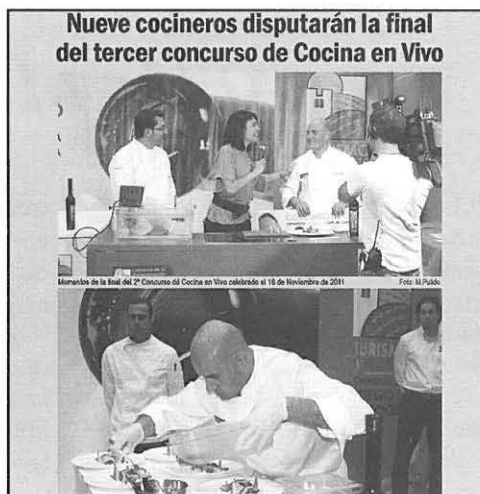 Nueve cocineros disputarán la final
del tercer concurso de Cocina en Vivo
Momentos de la final del 2º Concurso de Cocina en Vivo celebrado el 16 de Noviembre de 2011
Foto: M.Pulido
TURIS